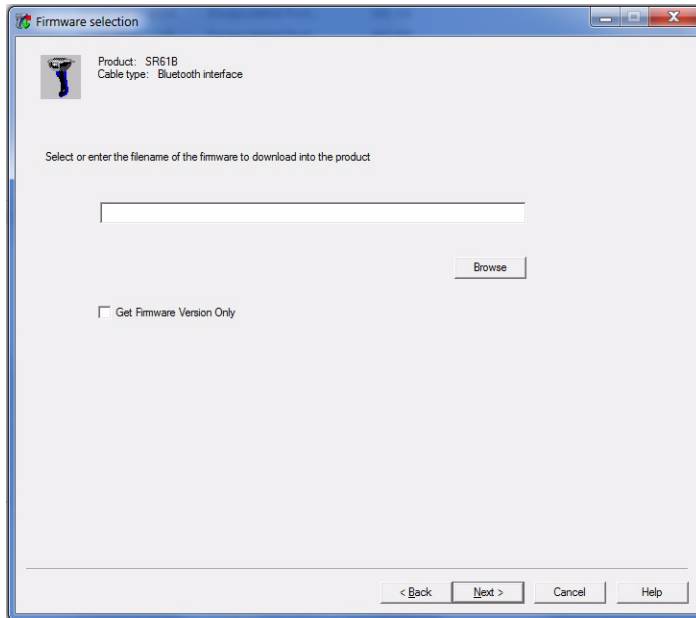 Firmware selection
Product: SR61B
Cable type: Bluetooth interface
Select or enter the filename of the firmware to download into the product
Browse
Get Firmware Version Only
< Back
Next >
Cancel
Help